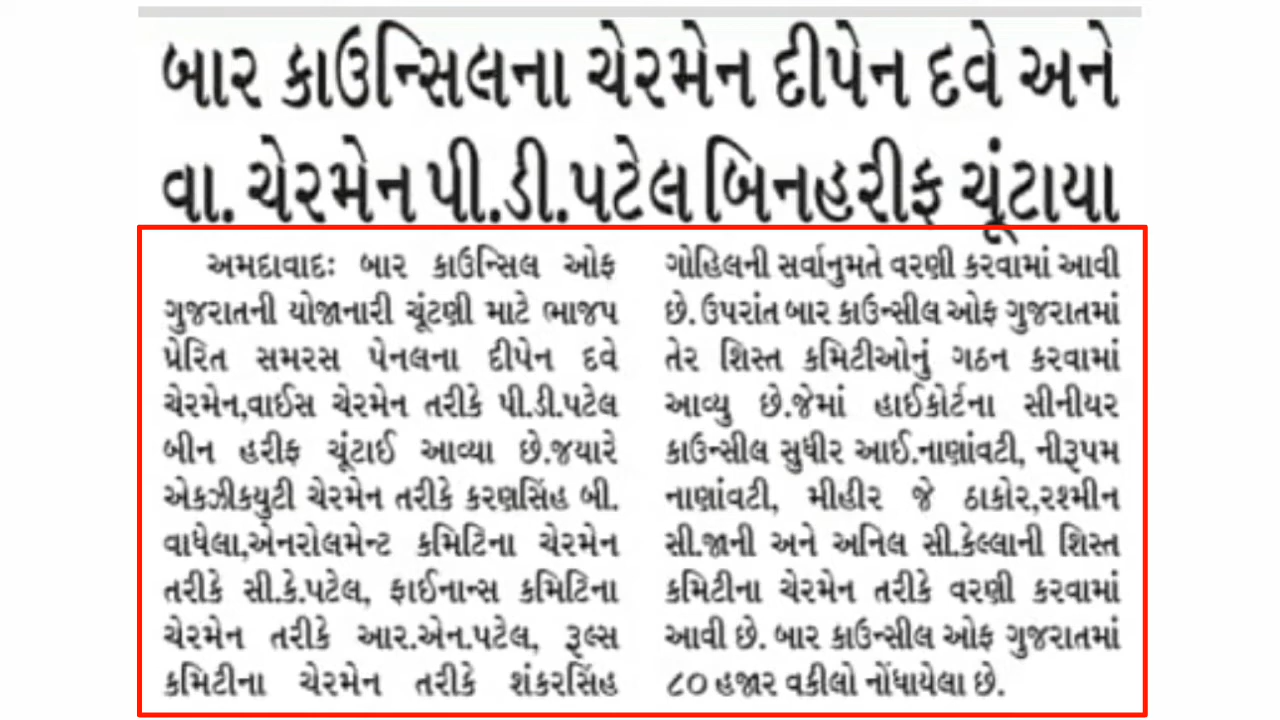 બાર કાઉન્સિલના ચેરમેન દીપેન દવે અને
વા. ચેરમેન પી.ડી.પટેલ બિનહરીફ ચૂંટાયા
અમદાવાદઃ બાર કાઉન્સિલ ઓફ
ગુજરાતની યોજાનારી ચૂંટણી માટે ભાજપ
પ્રેરિત સમરસ પેનલના દીપેન દવે
ચેરમેન,વાઈસ ચેરમેન તરીકે પી.ડી.પટેલ
બીન હરીફ ચૂંટાઈ આવ્યા છે.જયારે
એકઝીકયુટી ચેરમેન તરીકે કરણસિંહ બી.
વાધેલા,એનરોલમેન્ટ કમિટિના ચેરમેન
તરીકે સી.કે.પટેલ, ફાઈનાન્સ કમિટિના
ચેરમેન તરીકે આર.એન.પટેલ, રૂલ્સ
કમિટીના ચેરમેન તરીકે શંકરસિંહ
ગોહિલની સર્વાનુમતે વરણી કરવામાં આવી
છે. ઉપરાંત બાર કાઉન્સીલ ઓફ ગુજરાતમાં
તેર શિસ્ત કમિટીઓનું ગઠન કરવામાં
આવ્યુ છે.જેમાં હાઈકોર્ટના સીનીયર
કાઉન્સીલ સુધીર આઈ.નાણાંવટી, નીરૂપમ
નાણાંવટી, મીહીર જે ઠાકોર,રશ્મીન
સી.જાની અને અનિલ સી.કેલ્લાની શિસ્ત
કમિટીના ચેરમેન તરીકે વરણી કરવામાં
આવી છે. બાર કાઉન્સીલ ઓફ ગુજરાતમાં
૮૦ હજાર વકીલો નોંધાયેલા છે.